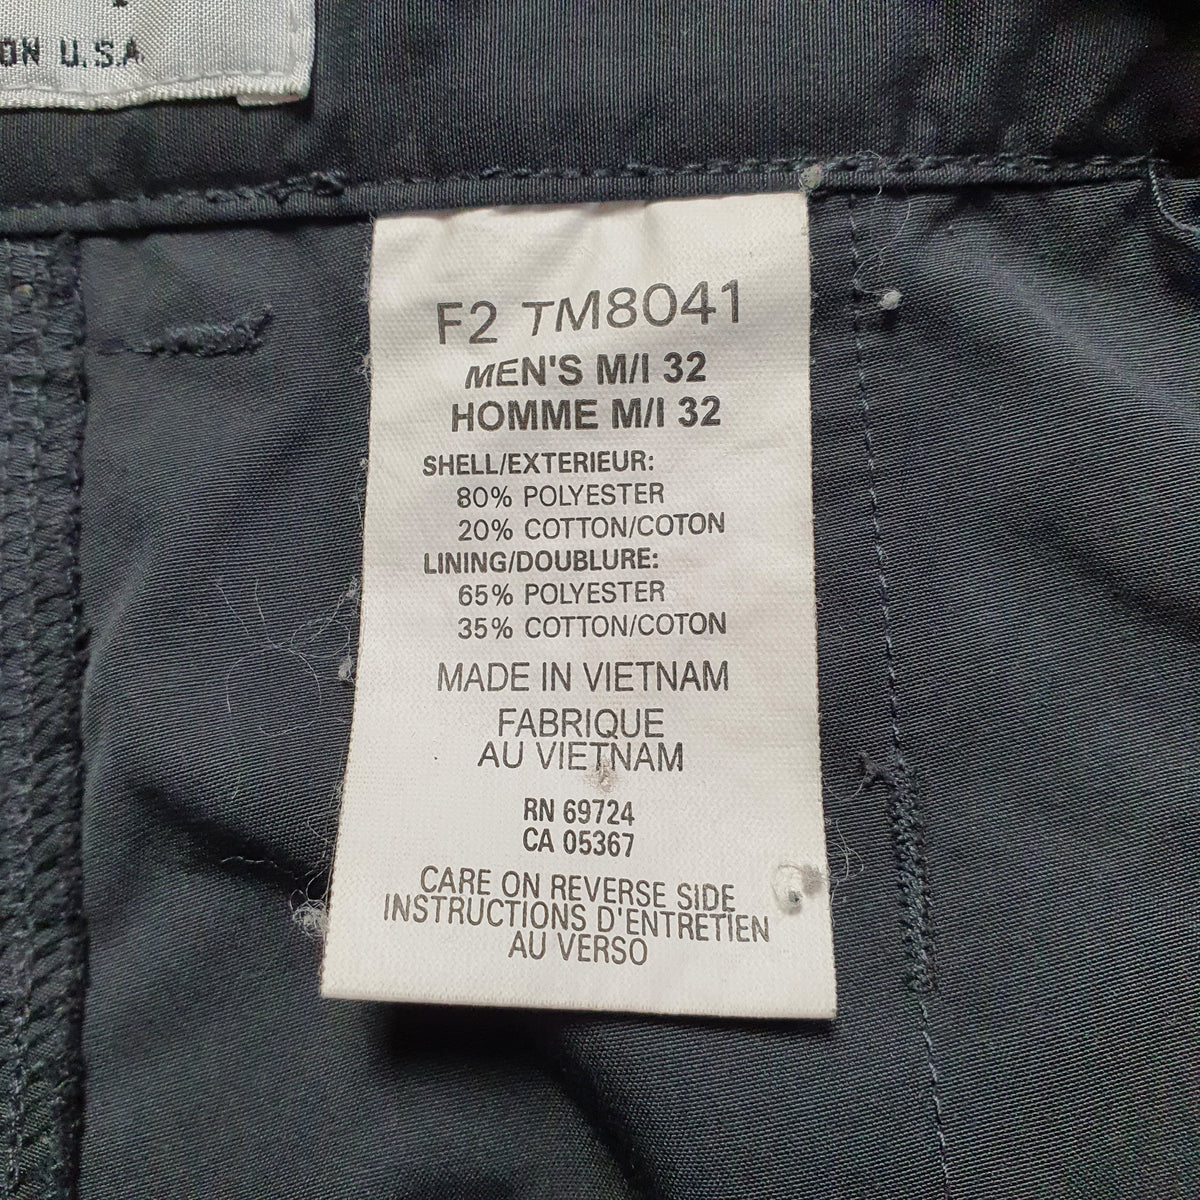 U.S.A.
F2 TM8041
MEN'S M/I 32
HOMME M/I 32
SHELL/EXTERIEUR:
80% POLYESTER
20% COTTON/COTON
LINING/DOUBLURE:
65% POLYESTER
35% COTTON/COTON
MADE IN VIETNAM
FABRIQUE
AU VIETNAM
RN 69724
CA 05367
CARE ON REVERSE SIDE
INSTRUCTIONS D'ENTRETIEN
AU VERSO